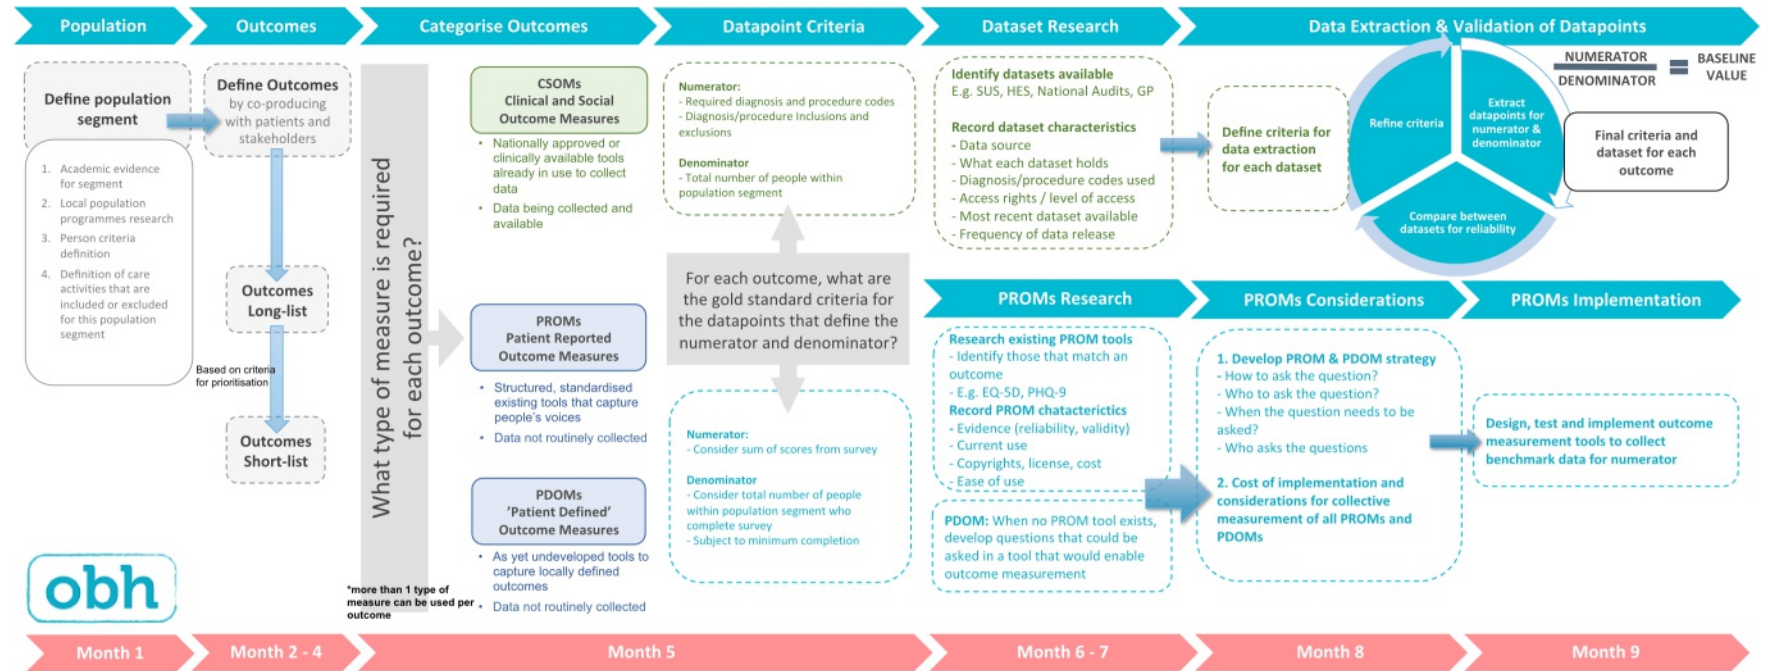 Population
Outcomes
Categorise Outcomes
Datapoint Criteria
Dataset Research
Data Extraction & Validation of Datapoints
Define population
segment
1. Academic evidence
for segment
2. Local population
programmes research
3. Person criteria
definition
4. Definition of care
activities that are
included or excluded
for this population
segment
Define Outcomes
by co-producing
with patients and
stakeholders
Outcomes
Long-list
Based on criteria
for prioritisation
Outcomes
Short-list
What type of measure is required
for each outcome?
*more than 1 type of
measure can be used per
outcome
CSOMs
Clinical and Social
Outcome Measures
• Nationally approved or
clinically available tools
already in use to collect
data
• Data being collected and
available
PROMs
Patient Reported
Outcome Measures
• Structured, standardised
existing tools that capture
people's voices
• Data not routinely collected
PDOMs
'Patient Defined'
Outcome Measures
• As yet undeveloped tools to
capture locally defined
outcomes
• Data not routinely collected
Numerator:
- Required diagnosis and procedure codes
- Diagnosis/procedure Inclusions and
exclusions
Denominator
- Total number of people within
population segment
For each outcome, what are
the gold standard criteria for
the datapoints that define the
numerator and denominator?
Numerator:
- Consider sum of scores from survey
Denominator
- Consider total number of people
within population segment who
complete survey
- Subject to minimum completion
Identify datasets available
E.g. SUS, HES, National Audits, GP
Record dataset characteristics
- Data source
- What each dataset holds
- Diagnosis/procedure codes used
- Access rights / level of access
- Most recent dataset available
- Frequency of data release
Define criteria for
data extraction
for each dataset
Refine criteria
Extract
datapoints for
numerator &
denominator
Compare between
datasets for reliability
NUMERATOR
DENOMINATOR
=
BASELINE
VALUE
Final criteria and
dataset for each
outcome
PROMs Research
PROMs Considerations
PROMs Implementation
Research existing PROM tools
- Identify those that match an
outcome
- E.g. EQ-5D, PHQ-9
Record PROM chatacterictics
- Evidence (reliability, validity)
- Current use
- Copyrights, license, cost
- Ease of use
PDOM: When no PROM tool exists,
develop questions that could be
asked in a tool that would enable
outcome measurement
1. Develop PROM & PDOM strategy
- How to ask the question?
- Who to ask the question?
- When the question needs to be
asked?
- Who asks the questions
2. Cost of implementation and
considerations for collective
measurement of all PROMs and
PDOMs
Design, test and implement outcome
measurement tools to collect
benchmark data for numerator
obh
Month 1
Month 2 - 4
Month 5
Month 6 - 7
Month 8
Month 9